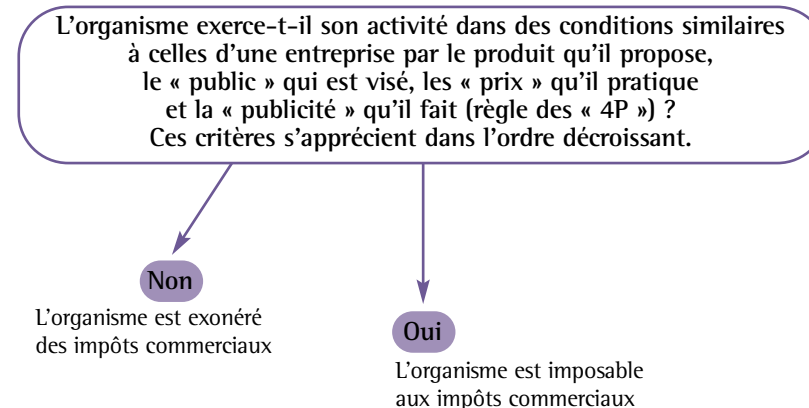 L'organisme exerce-t-il son activité dans des conditions similaires
à celles d'une entreprise par le produit qu'il propose,
le « public » qui est visé, les « prix » qu'il pratique
et la « publicité » qu'il fait (règle des « 4P ») ?
Ces critères s'apprécient dans l'ordre décroissant.
Non
L'organisme est exonéré
des impôts commerciaux
Oui
L'organisme est imposable
aux impôts commerciaux